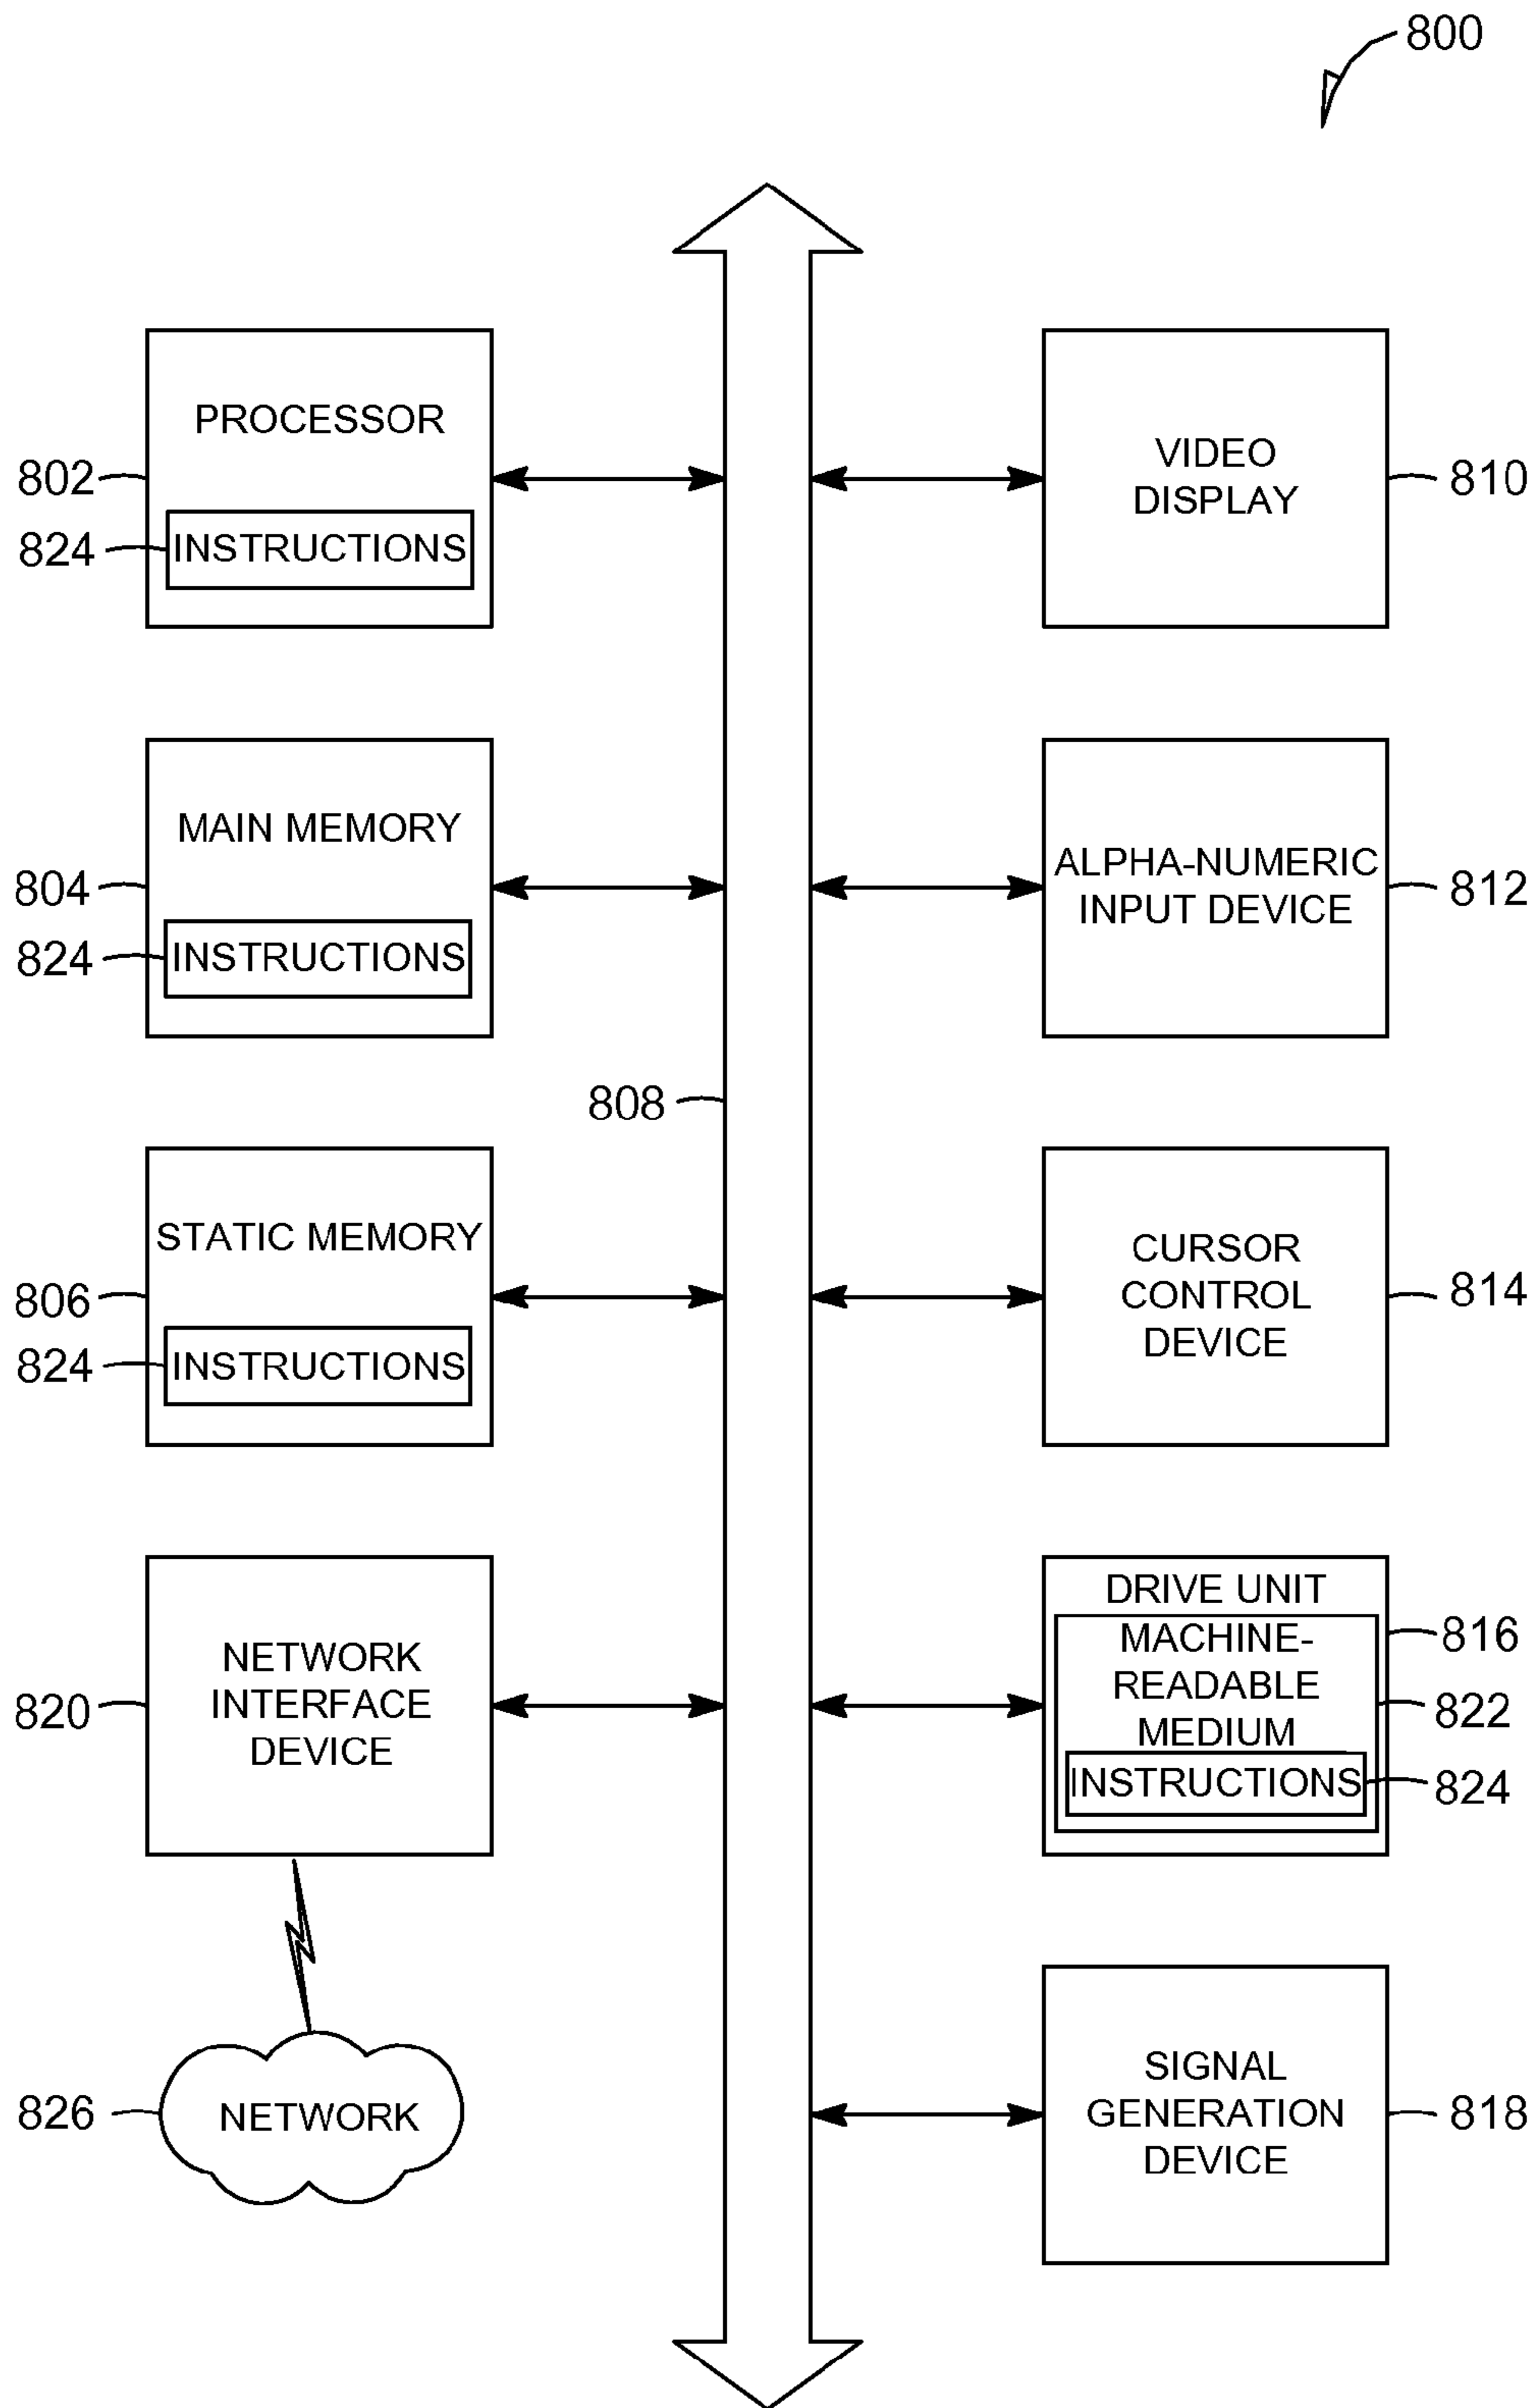 800
PROCESSOR
802
824
INSTRUCTIONS
VIDEO
DISPLAY
810
MAIN MEMORY
804
824
INSTRUCTIONS
ALPHA-NUMERIC
INPUT DEVICE
812
808
STATIC MEMORY
806
824
INSTRUCTIONS
CURSOR
CONTROL
DEVICE
814
NETWORK
INTERFACE
DEVICE
820
DRIVE UNIT
816
MACHINE-
READABLE
MEDIUM
822
INSTRUCTIONS
824
826
NETWORK
SIGNAL
GENERATION
DEVICE
818